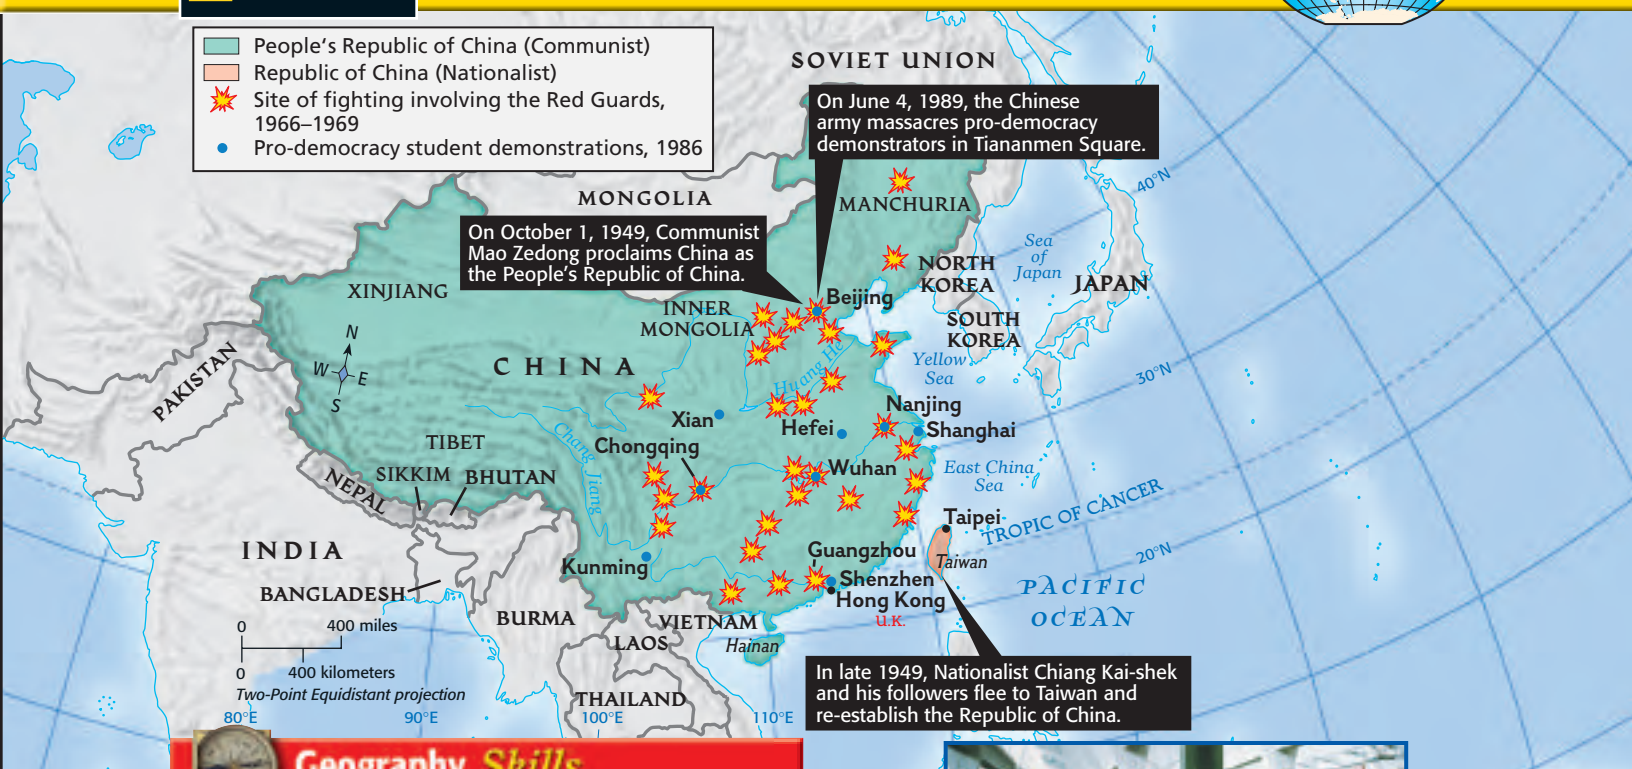 People's Republic of China (Communist)
Republic of China (Nationalist)
Site of fighting involving the Red Guards,
1966–1969
Pro-democracy student demonstrations, 1986
SOVIET UNION
On June 4, 1989, the Chinese
army massacres pro-democracy
demonstrators in Tiananmen Square.
MONGOLIA
MANCHURIA
40°N
On October 1, 1949, Communist
Mao Zedong proclaims China as
the People's Republic of China.
Sea
of
Japan
JAPAN
NORTH
KOREA
XINJIANG
INNER
MONGOLIA
Beijing
SOUTH
KOREA
N
W
E
S
PAKISTAN
CHINA
Huang He
Yellow
Sea
30°N
Xian
Nanjing
Hefei
Shanghai
TIBET
Chang Jiang
Chongqing
SIKKIM
BHUTAN
NEPAL
Wuhan
East China
Sea
TROPIC OF CANCER
Taipei
INDIA
Taiwan
20°N
Kunming
Guangzhou
Shenzhen
Hong Kong
U.K.
BANGLADESH
PACIFIC
OCEAN
BURMA
VIETNAM
LAOS
Hainan
0
400 miles
0
400 kilometers
Two-Point Equidistant projection
THAILAND
In late 1949, Nationalist Chiang Kai-shek
and his followers flee to Taiwan and
re-establish the Republic of China.
80°E
90°E
100°E
110°E
Geography Skills